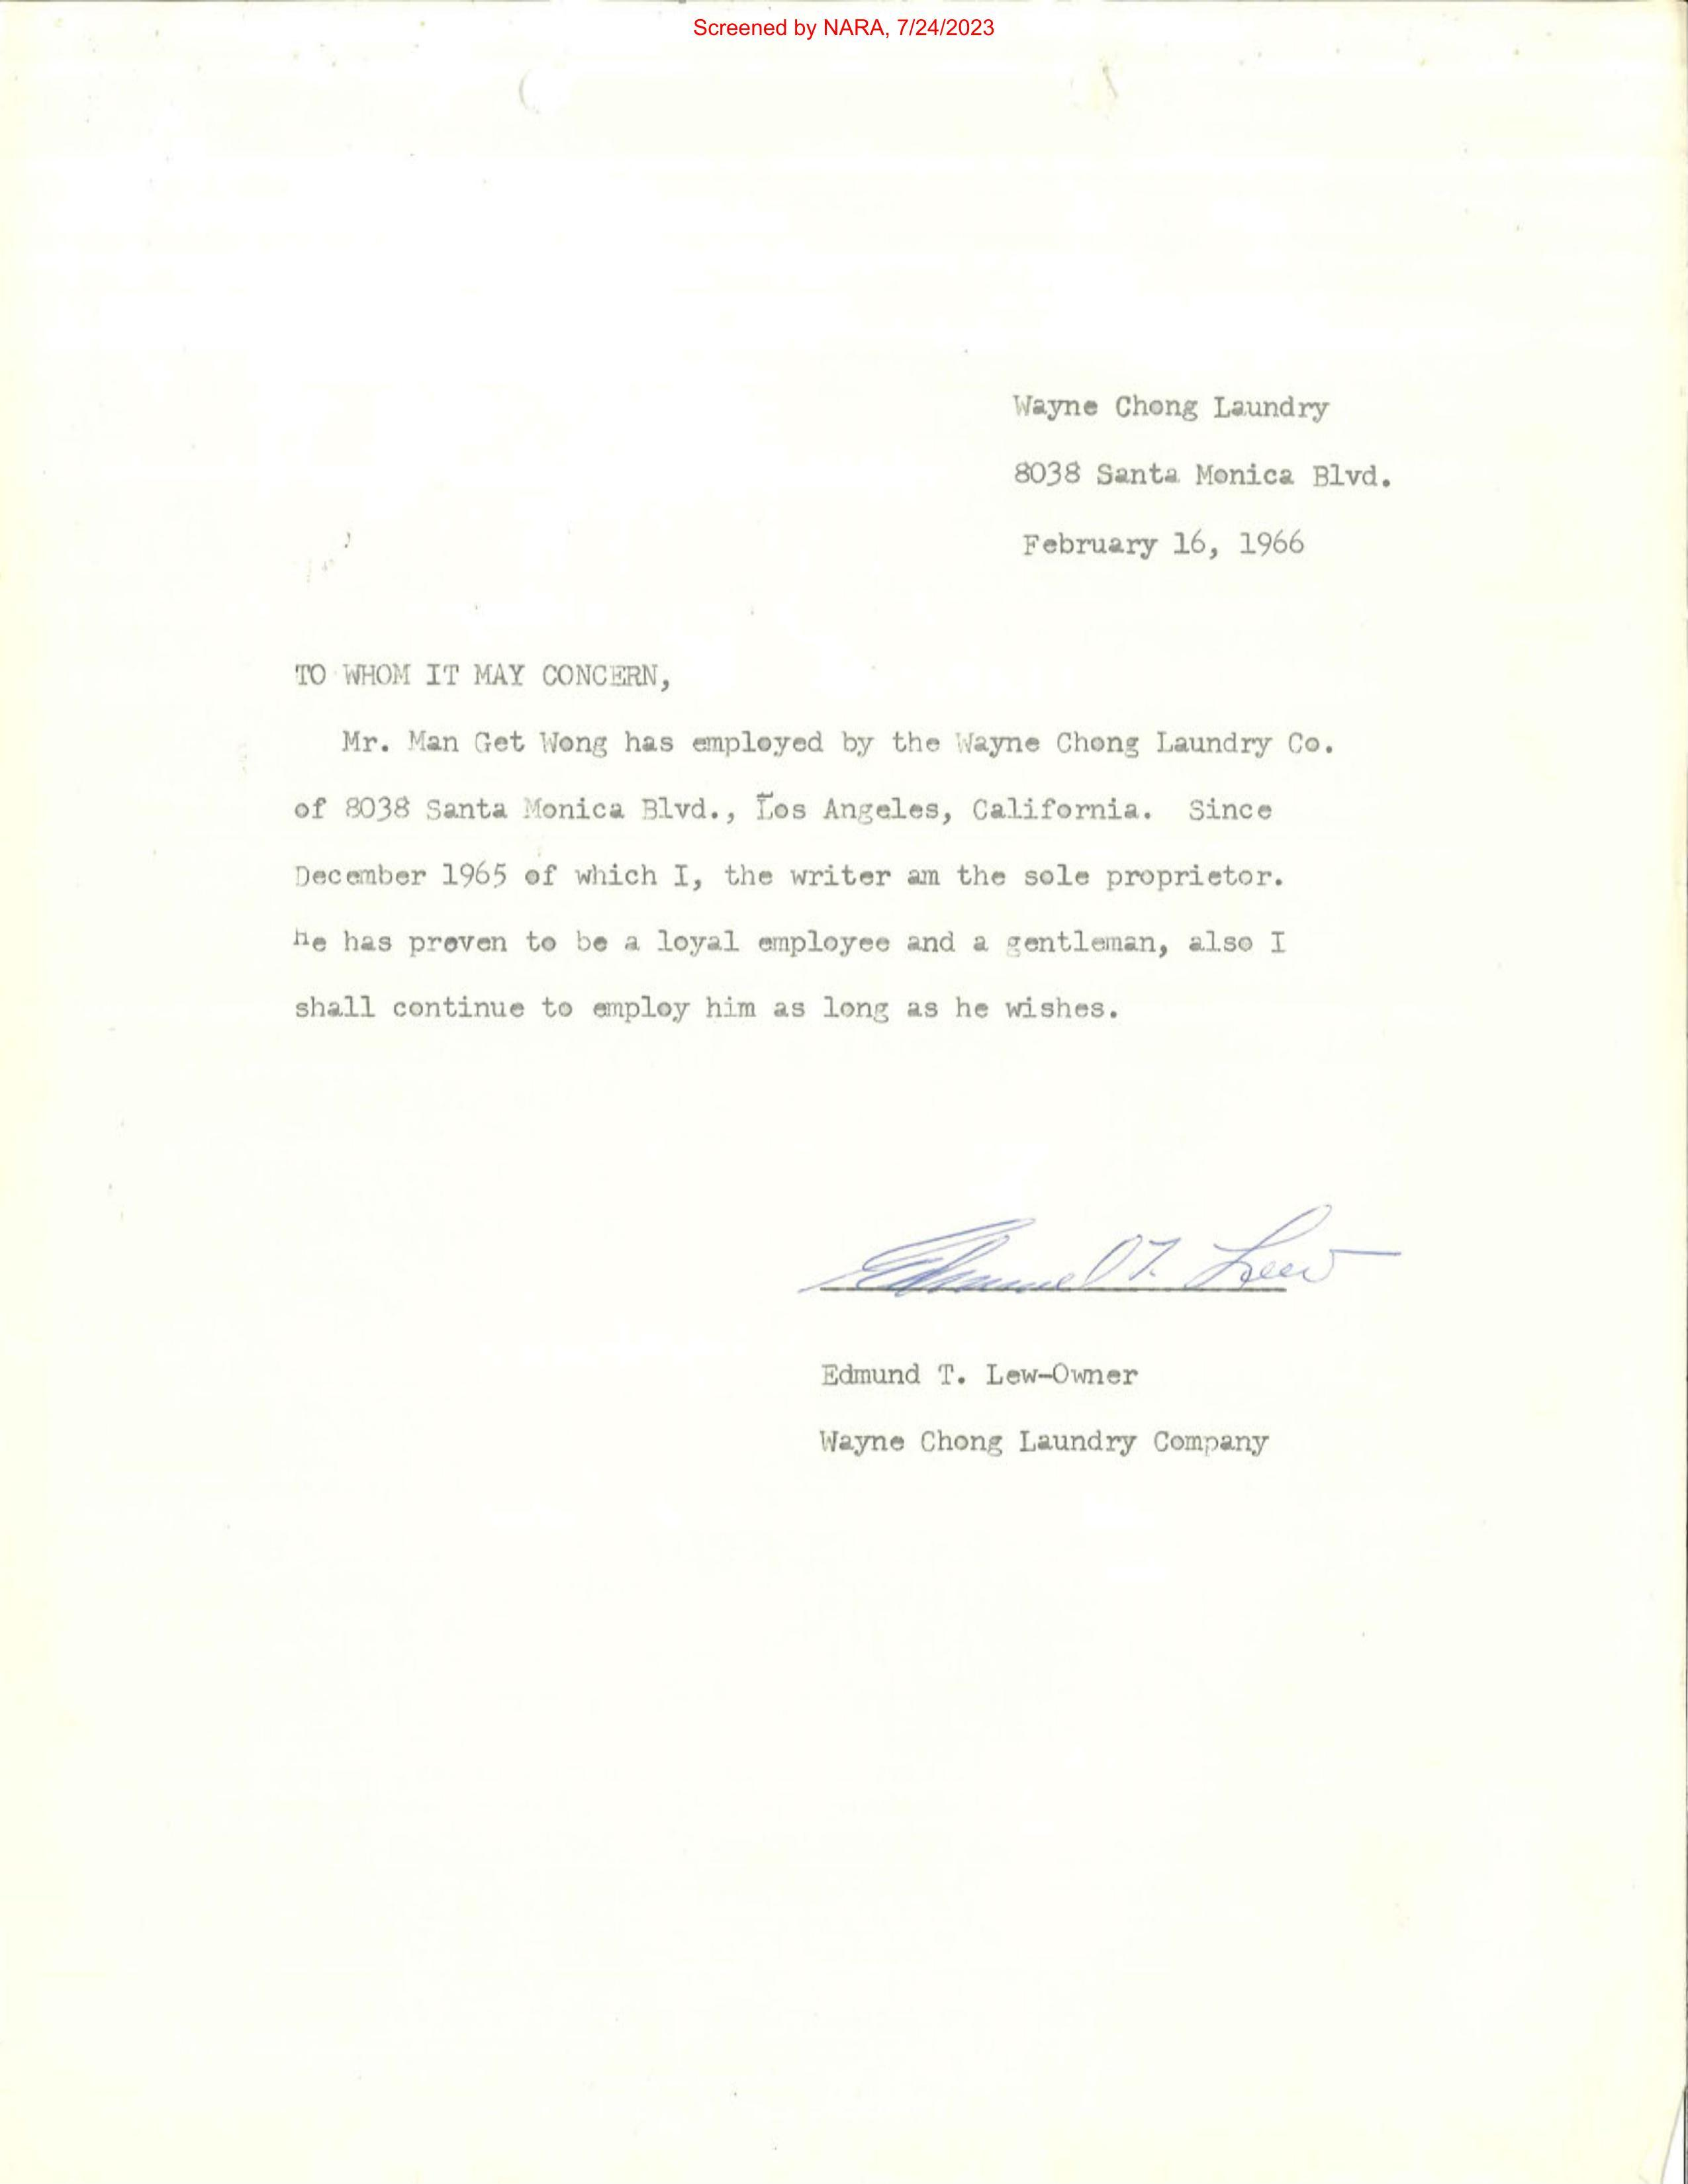 Screened by NARA, 7/24/2023
Wayne Chong Laundry
8038 Santa Monica Blvd.
February 16, 1966
TO WHOM IT MAY CONCERN,
Mr. Man Get Wong has employed by the Wayne Chong Laundry Co.
of 8038 Santa Monica Blvd., Los Angeles, California. Since
December 1965 of which I, the writer am the sole proprietor.
He has proven to be a loyal employee and a gentleman, also I
shall continue to employ him as long as he wishes.
Edmund T. Lew
Edmund T. Lew-Owner
Wayne Chong Laundry Company